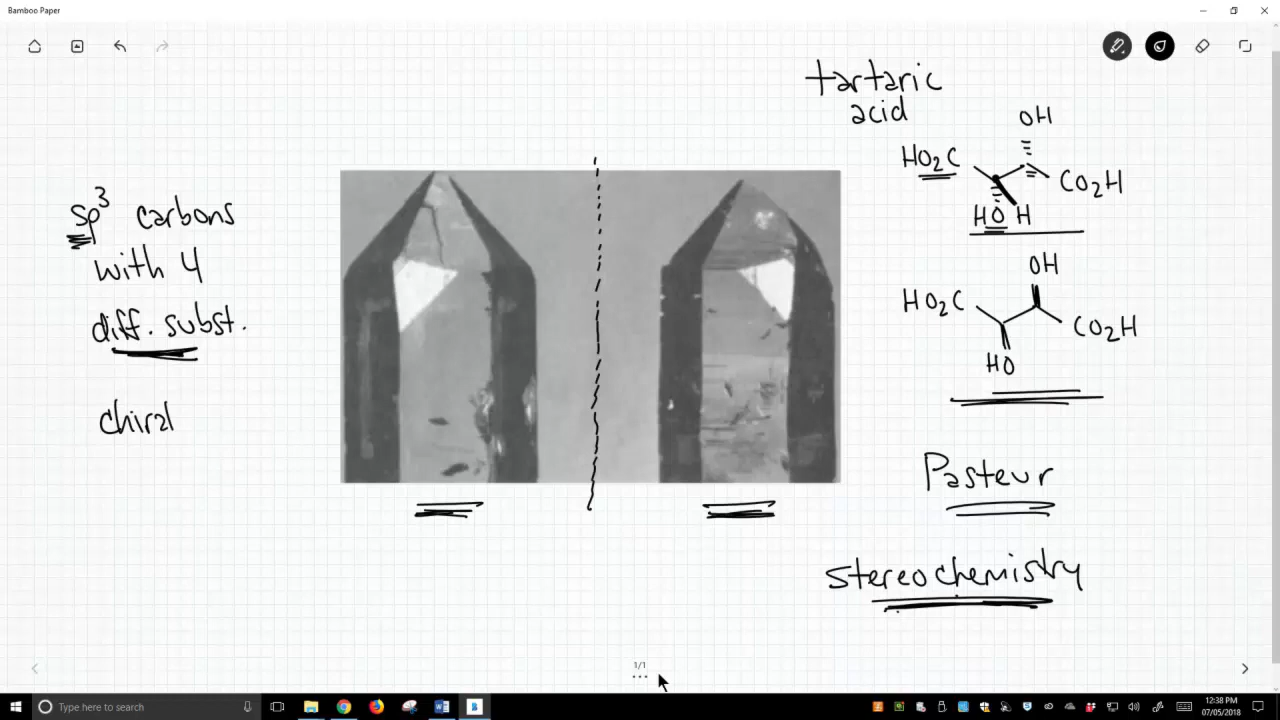 Bamboo Paper
sp³ carbons
with 4
diff. subst.
chiral
tartaric
acid
OH
HO₂C
CO₂H
HO H
OH
HO₂C
CO₂H
HO
Pasteur
stereochemistry
1/1
Type here to search
12:38 PM
07/05/2018